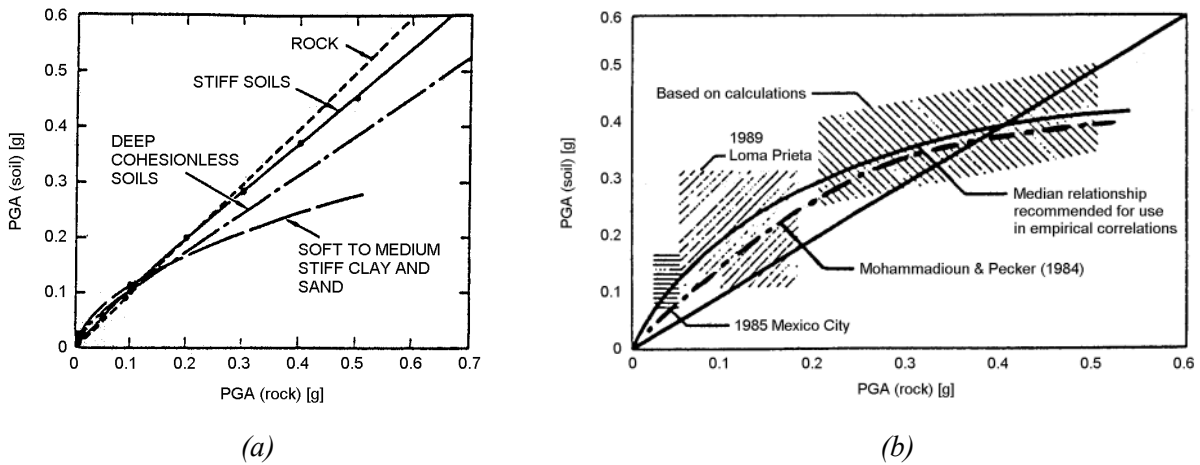 0.6
0.5
0.4
0.3
0.2
0.1
0
PGA (soil) [g]
ROCK
STIFF SOILS
DEEP
COHESIONLESS
SOILS
SOFT TO MEDIUM
STIFF CLAY AND
SAND
0 0.1 0.2 0.3 0.4 0.5 0.6 0.7
PGA (rock) [g]
(a)
0.6
0.5
0.4
0.3
0.2
0.1
0
PGA (soil) [g]
Based on calculations
1989
Loma Prieta
Median relationship
recommended for use
in empirical correlations
Mohammadioun & Pecker (1984)
1985 Mexico City
0 0.1 0.2 0.3 0.4 0.5 0.6
PGA (rock) [g]
(b)